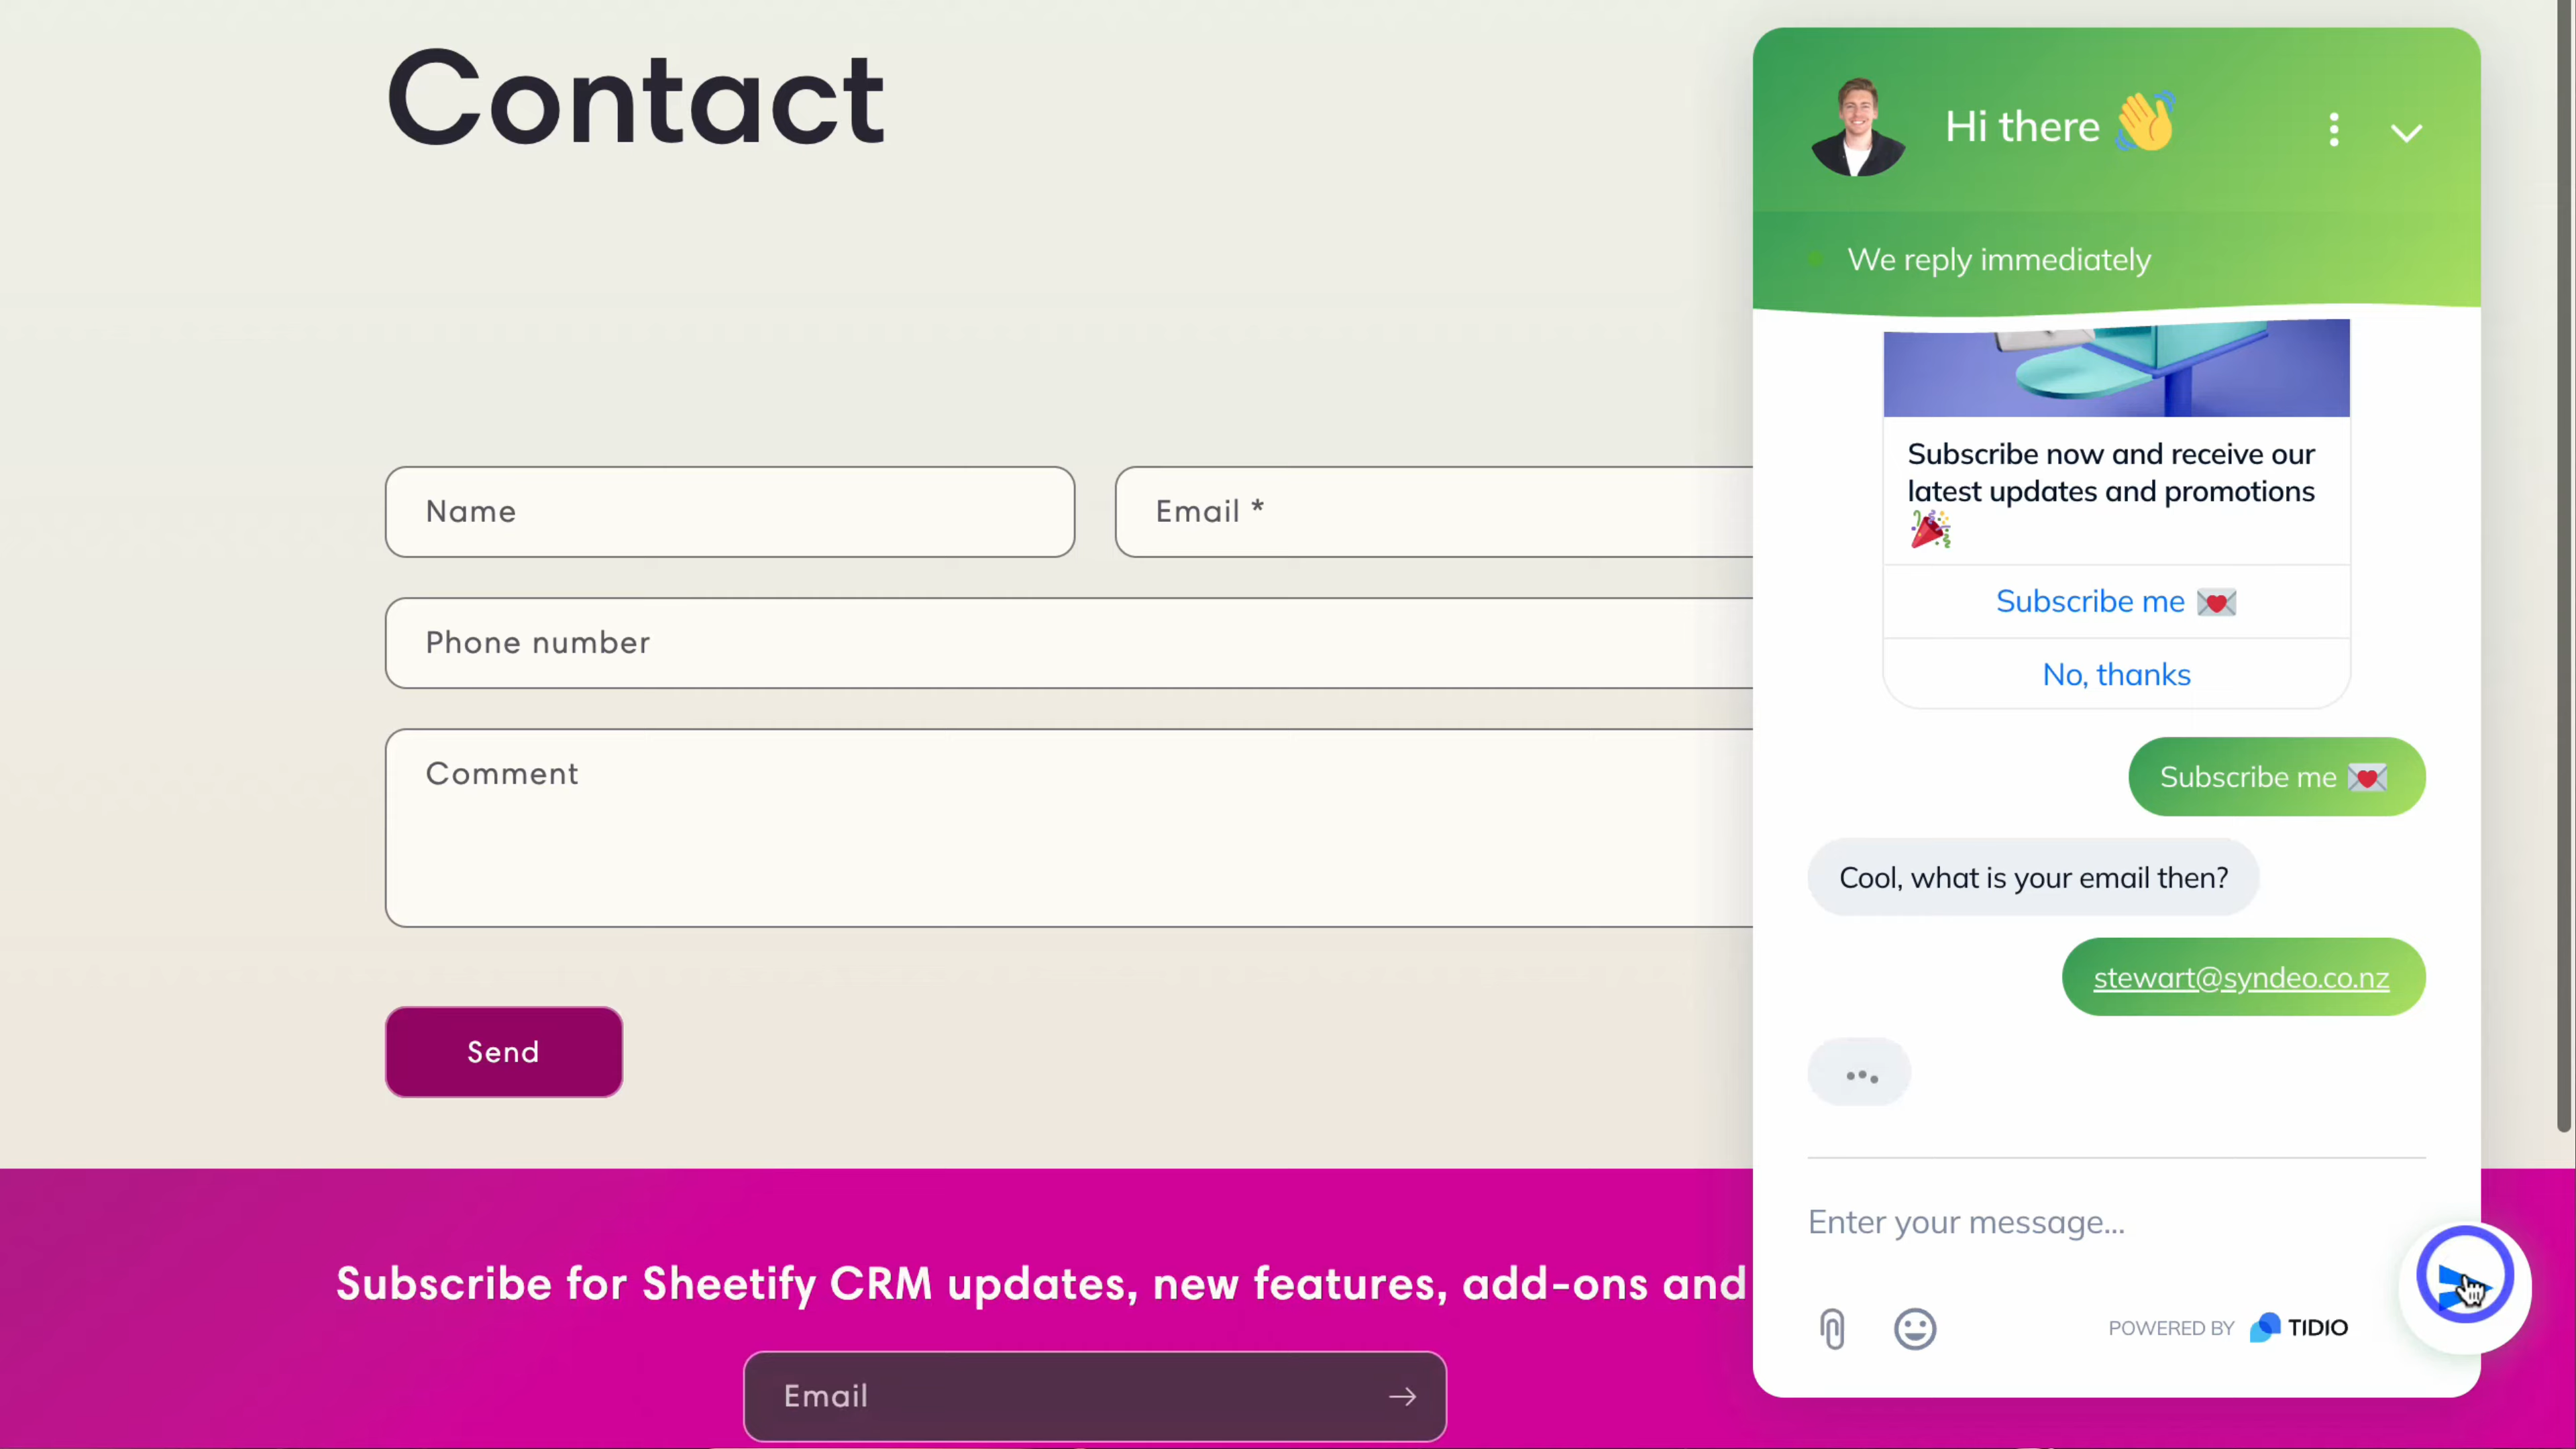 Contact
Name
Email *
Phone number
Comment
Send
Subscribe for Sheetify CRM updates, new features, add-ons and
Email
Hi there 👋
We reply immediately
Subscribe now and receive our
latest updates and promotions
🎉
Subscribe me 💌
No, thanks
Subscribe me 💌
Cool, what is your email then?
stewart@syndeo.co.nz
Enter your message...
POWERED BY TIDIO